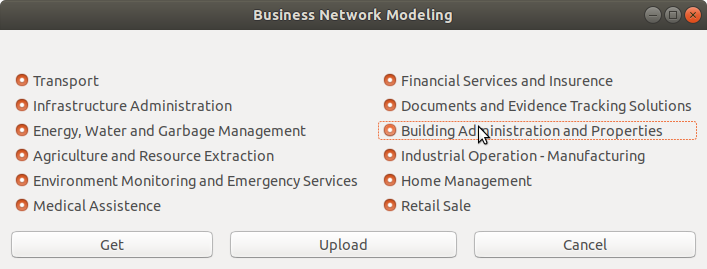 Business Network Modeling
Transport
Infrastructure Administration
Energy, Water and Garbage Management
Agriculture and Resource Extraction
Environment Monitoring and Emergency Services
Medical Assistence
Financial Services and Insurence
Documents and Evidence Tracking Solutions
Building Administration and Properties
Industrial Operation - Manufacturing
Home Management
Retail Sale
Get
Upload
Cancel